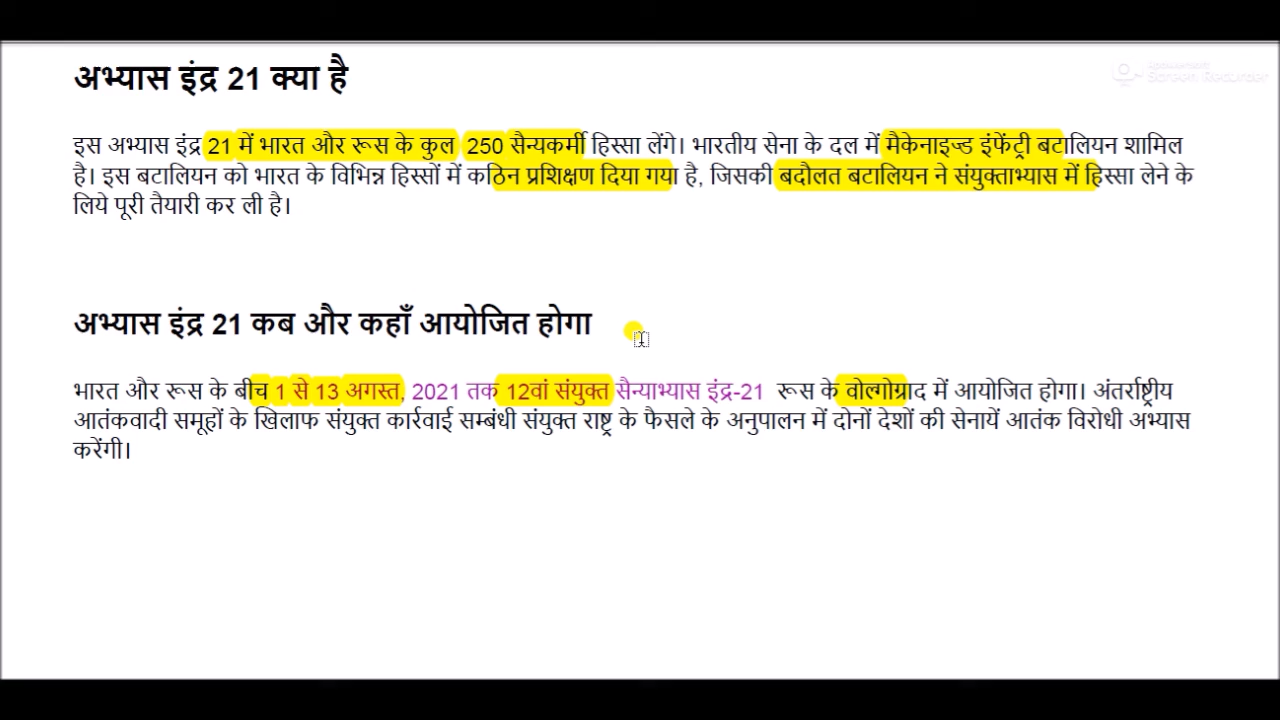 अभ्यास इंद्र 21 क्या है
इस अभ्यास इंद्र 21 में भारत और रूस के कुल 250 सैन्यकर्मी हिस्सा लेंगे। भारतीय सेना के दल में मैकेनाइज्ड इंफेंट्री बटालियन शामिल
है। इस बटालियन को भारत के विभिन्न हिस्सों में कठिन प्रशिक्षण दिया गया है, जिसकी बदौलत बटालियन ने संयुक्ताभ्यास में हिस्सा लेने के
लिये पूरी तैयारी कर ली है।
अभ्यास इंद्र 21 कब और कहाँ आयोजित होगा
भारत और रूस के बीच 1 से 13 अगस्त, 2021 तक 12वां संयुक्त सैन्याभ्यास इंद्र-21 रूस के वोल्गोग्राद में आयोजित होगा। अंतर्राष्ट्रीय
आतंकवादी समूहों के खिलाफ संयुक्त कार्रवाई सम्बंधी संयुक्त राष्ट्र के फैसले के अनुपालन में दोनों देशों की सेनायें आतंक विरोधी अभ्यास
करेंगी।
Screen Recorder